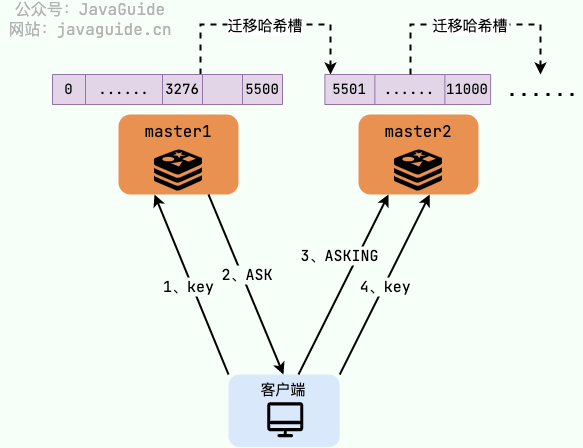 公众号：JavaGuide
网站：javaguide.cn
迁移哈希槽
迁移哈希槽
0 ...... 3276 5500
5501 ...... 11000 ......
master1
master2
3、ASKING
2、ASK
1、key
4、key
客户端